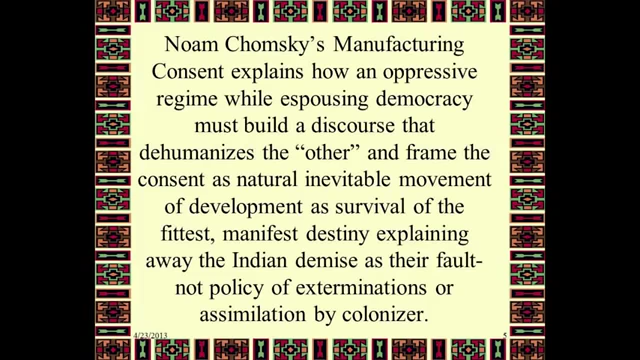 Noam Chomsky’s Manufacturing
Consent explains how an oppressive
regime while espousing democracy
must build a discourse that
dehumanizes the “other” and frame the
consent as natural inevitable movement
of development as survival of the
fittest, manifest destiny explaining
away the Indian demise as their fault-
not policy of exterminations or
assimilation by colonizer.
4/23/2013
5